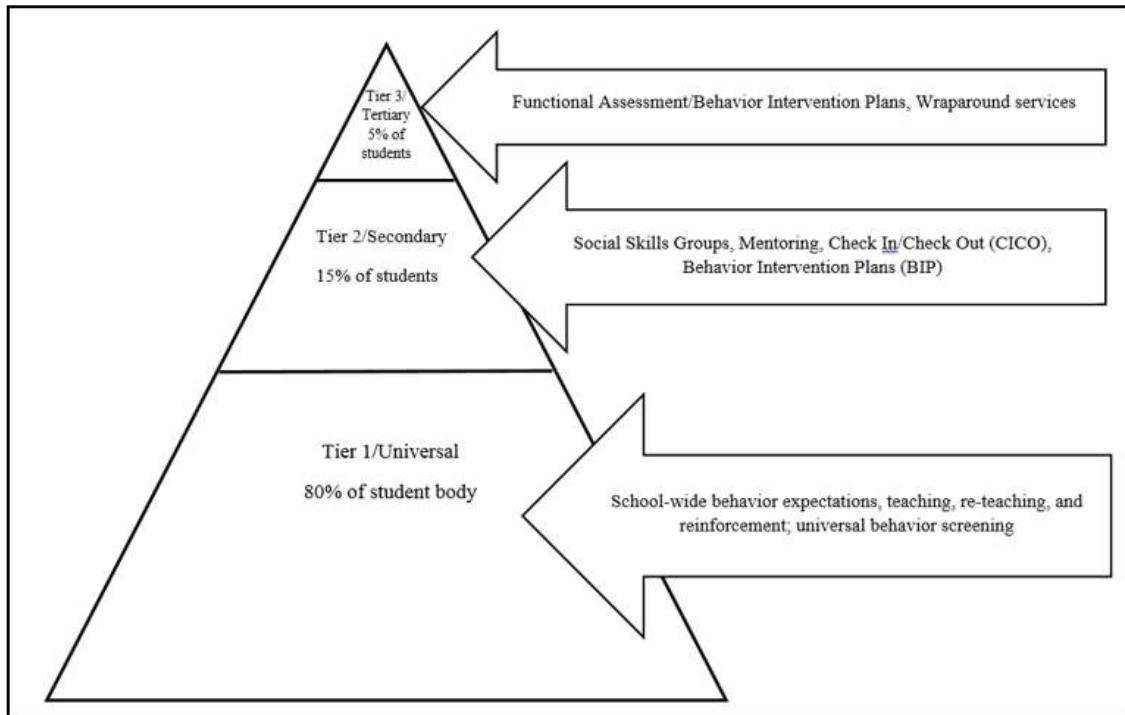 Tier 3/
Tertiary
5% of
students
Functional Assessment/Behavior Intervention Plans, Wraparound services
Tier 2/Secondary
15% of students
Social Skills Groups, Mentoring, Check In/Check Out (CICO),
Behavior Intervention Plans (BIP)
Tier 1/Universal
80% of student body
School-wide behavior expectations, teaching, re-teaching, and
reinforcement; universal behavior screening